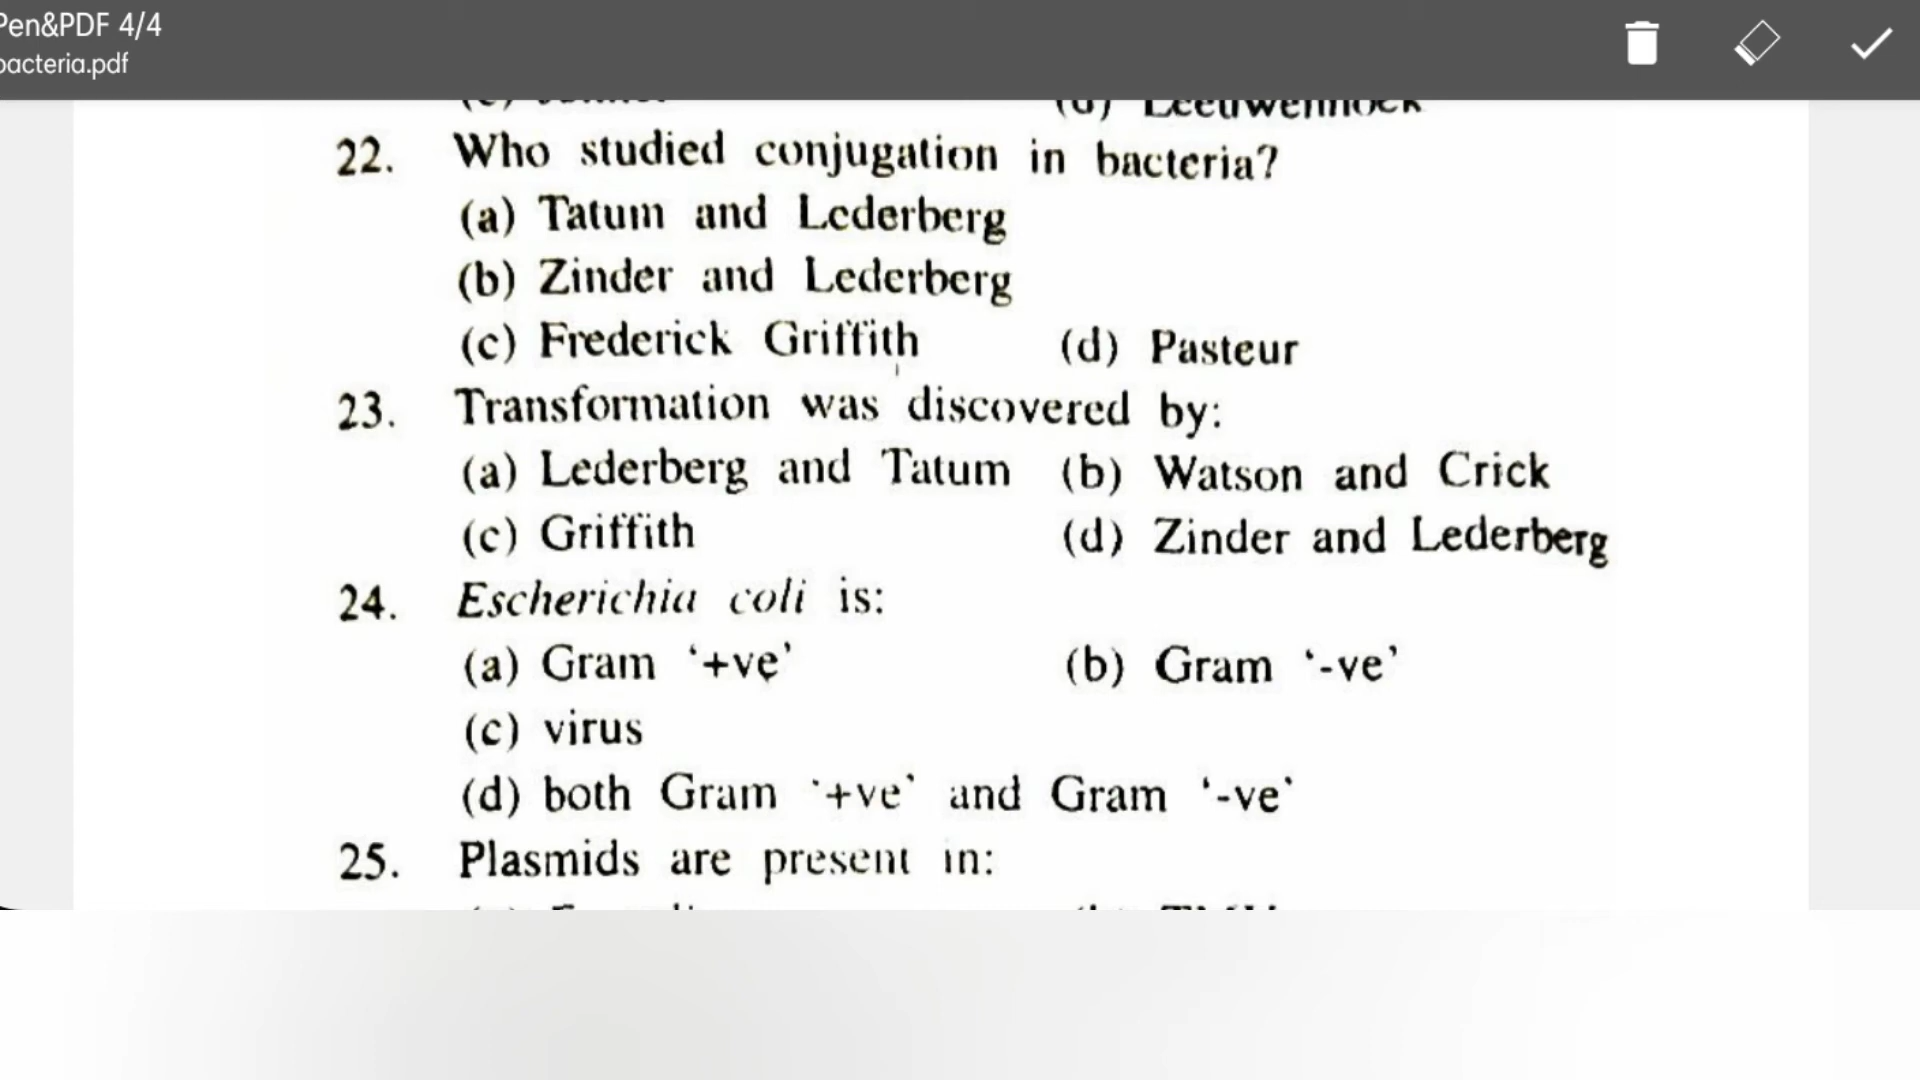 Pen&PDF 4/4
bacteria.pdf
(d) Leeuwenhock
22. Who studied conjugation in bacteria?
(a) Tatum and Lederberg
(b) Zinder and Lederberg
(c) Frederick Griffith (d) Pasteur
23. Transformation was discovered by:
(a) Lederberg and Tatum (b) Watson and Crick
(c) Griffith (d) Zinder and Lederberg
24. Escherichia coli is:
(a) Gram ‘+ve’ (b) Gram ‘-ve’
(c) virus
(d) both Gram ‘+ve’ and Gram ‘-ve’
25. Plasmids are present in: